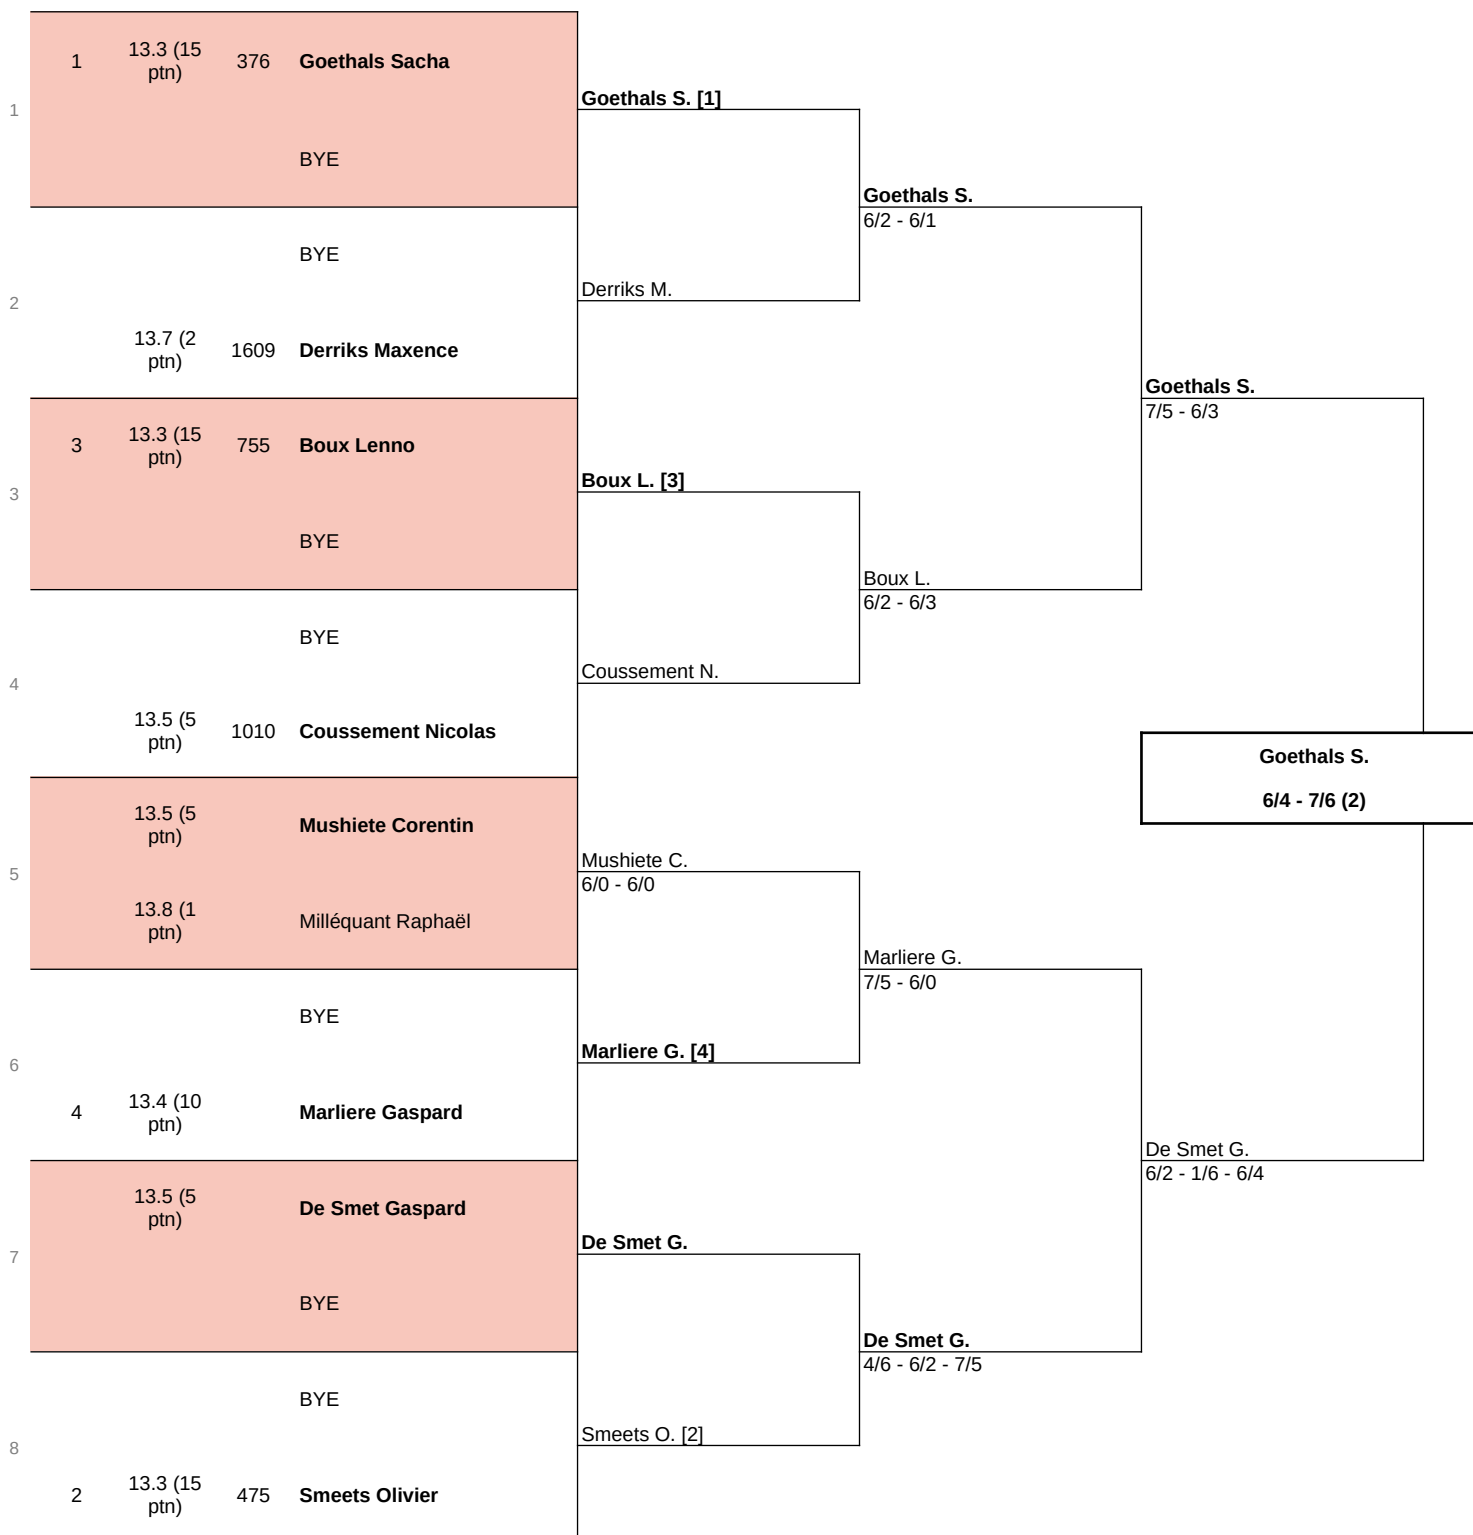 1 13.3 (15 ptn) 376 Goethals Sacha
1
BYE
BYE
2
13.7 (2 ptn) 1609 Derriks Maxence
3 13.3 (15 ptn) 755 Boux Lenno
3
BYE
BYE
4
13.5 (5 ptn) 1010 Coussement Nicolas
13.5 (5 ptn) Mushiete Corentin
5
13.8 (1 ptn) Milléquant Raphaël
BYE
6
4 13.4 (10 ptn) Marliere Gaspard
13.5 (5 ptn) De Smet Gaspard
7
BYE
BYE
8
2 13.3 (15 ptn) 475 Smeets Olivier
Goethals S. [1]
Derriks M.
Boux L. [3]
Coussement N.
Mushiete C.
6/0 - 6/0
Marliere G. [4]
De Smet G.
Smeets O. [2]
Goethals S.
6/2 - 6/1
Boux L.
6/2 - 6/3
Marliere G.
7/5 - 6/0
De Smet G.
4/6 - 6/2 - 7/5
Goethals S.
7/5 - 6/3
De Smet G.
6/2 - 1/6 - 6/4
Goethals S.
6/4 - 7/6 (2)